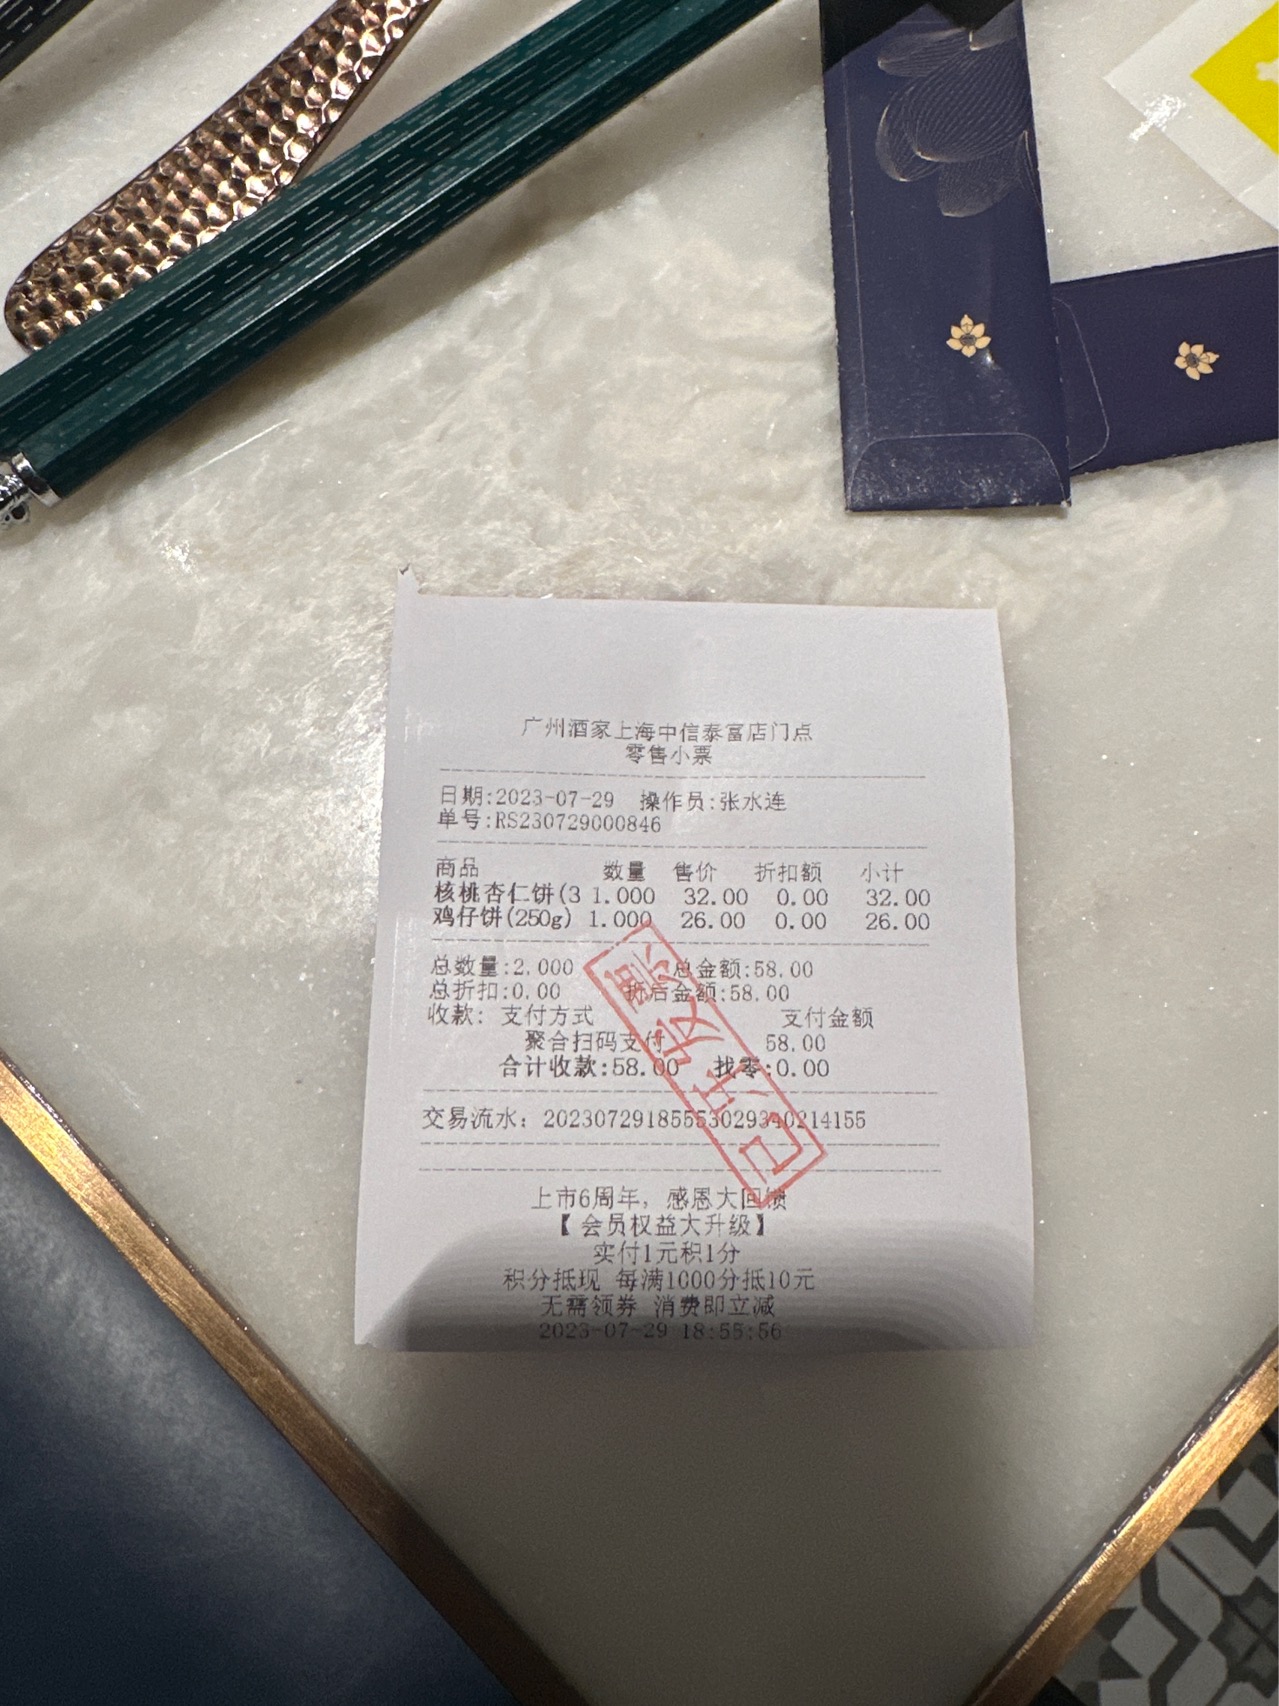 广州酒家上海中信泰富店门点
零售小票
日期:2023-07-29 操作员:张水连
单号:RS230729000846
商品 数量 售价 折扣额 小计
核桃杏仁饼(3 1.000 32.00 0.00 32.00
鸡仔饼(250g) 1.000 26.00 0.00 26.00
总数量:2.000 总金额:58.00
总折扣:0.00 折后金额:58.00
收款: 支付方式 支付金额
聚合扫码支付 58.00
合计收款:58.00 找零:0.00
交易流水: 2023072918555302934​0214155
已开发票
上市6周年, 感恩大回馈
【 会员权益大升级】
实付1元积1分
积分抵现 每满1000分抵10元
无需领券 消费即立减
2023-07-29 18:55:56